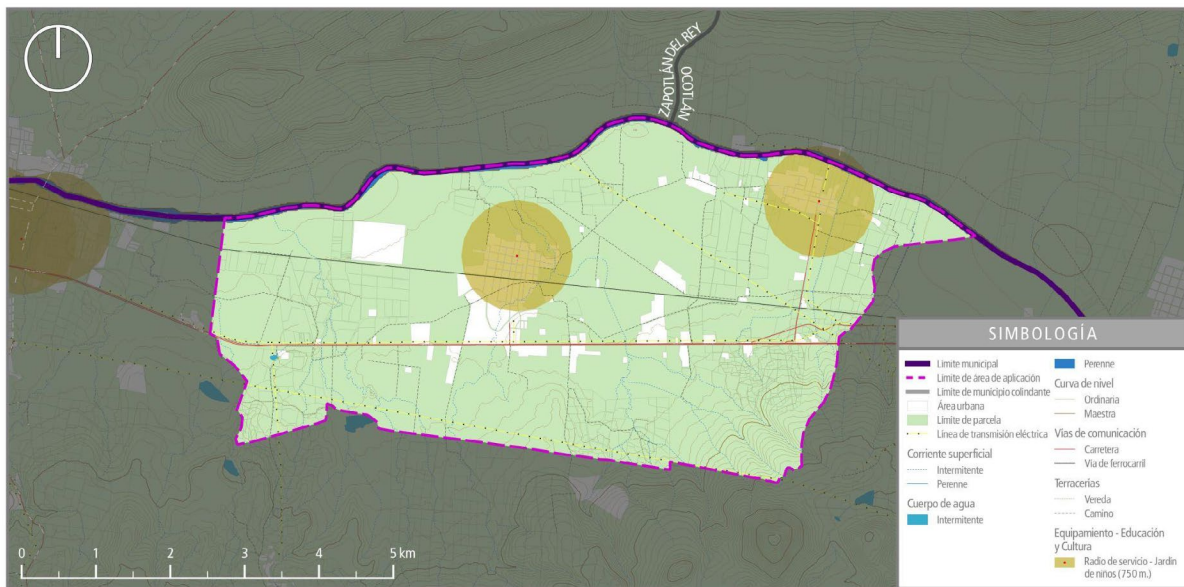 ZAPOTLÁN DEL REY
OCOTLÁN
SIMBOLOGÍA
Límite municipal
Límite de área de aplicación
Límite de municipio colindante
Área urbana
Límite de parcela
Línea de transmisión eléctrica
Corriente superficial
Intermitente
Perenne
Cuerpo de agua
Intermitente
Perenne
Curva de nivel
Ordinaria
Maestra
Vías de comunicación
Carretera
Vía de ferrocarril
Terracerias
Vereda
Camino
Equipamiento - Educación
y Cultura
Radio de servicio - Jardín
de niños (750 m.)
0 1 2 3 4 5 km